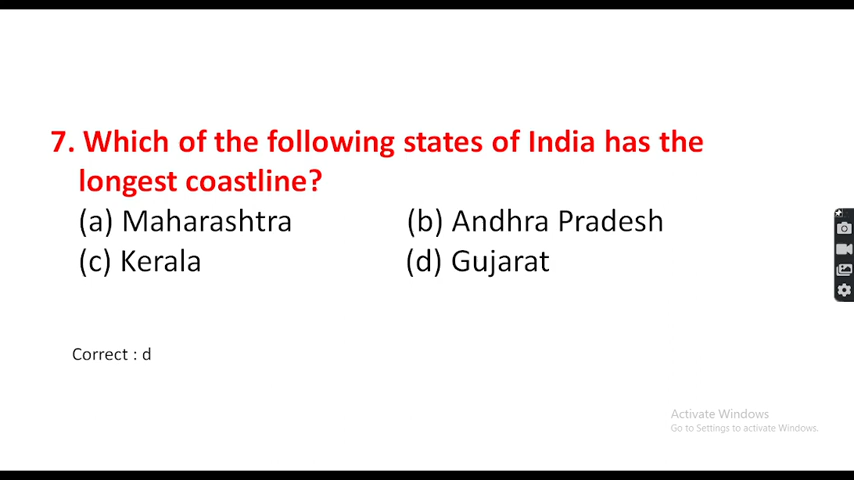 7. Which of the following states of India has the
longest coastline?
(a) Maharashtra (b) Andhra Pradesh
(c) Kerala (d) Gujarat
Correct : d
Activate Windows
Go to Settings to activate Windows.